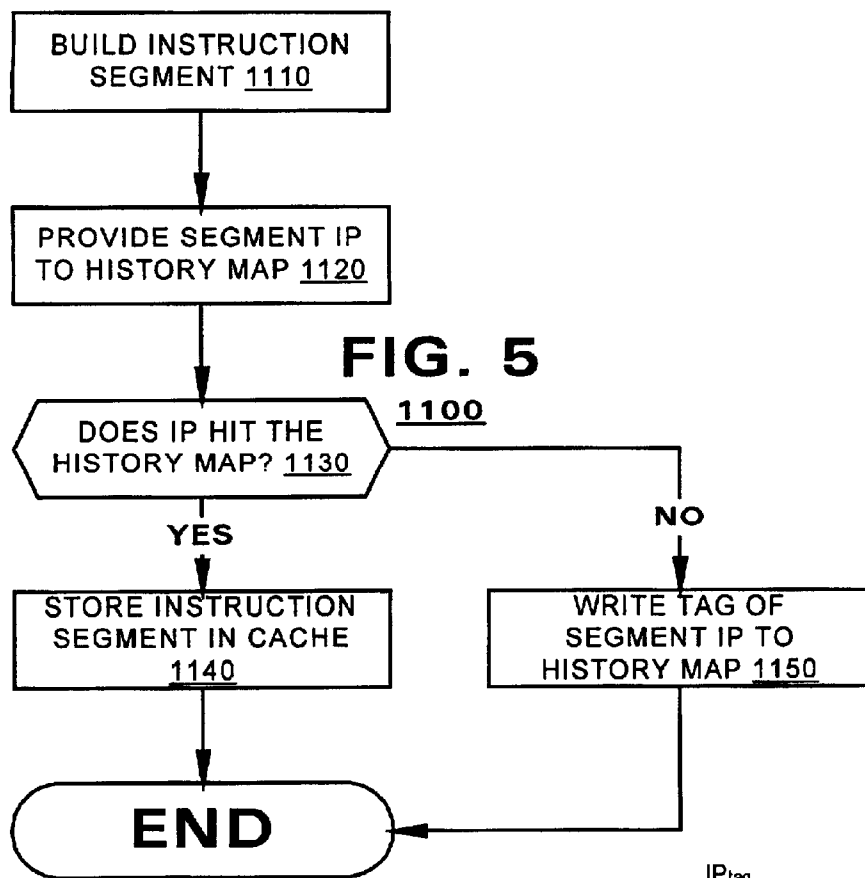 BUILD INSTRUCTION
SEGMENT 1110
PROVIDE SEGMENT IP
TO HISTORY MAP 1120
FIG. 5
1100
DOES IP HIT THE
HISTORY MAP? 1130
YES
NO
STORE INSTRUCTION
SEGMENT IN CACHE
1140
WRITE TAG OF
SEGMENT IP TO
HISTORY MAP 1150
END
IPtag